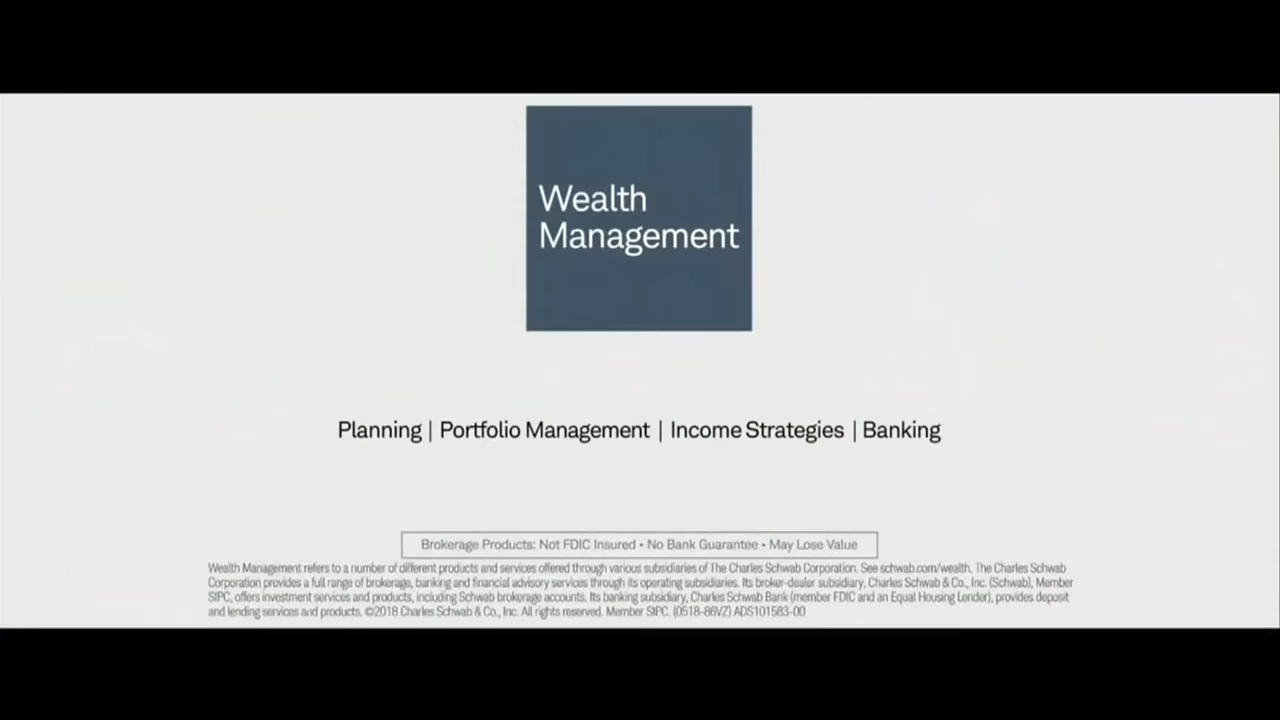 Wealth
Management
Planning | Portfolio Management | Income Strategies | Banking
Brokerage Products: Not FDIC Insured • No Bank Guarantee • May Lose Value
Wealth Management refers to a number of different products and services offered through various subsidiaries of The Charles Schwab Corporation. See schwab.com/wealth. The Charles Schwab
Corporation provides a full range of brokerage, banking and financial advisory services through its operating subsidiaries. Its broker-dealer subsidiary, Charles Schwab & Co., Inc. (Schwab), Member
SIPC, offers investment services and products, including Schwab brokerage accounts. Its banking subsidiary, Charles Schwab Bank (member FDIC and an Equal Housing Lender), provides deposit
and lending services and products. ©2018 Charles Schwab & Co., Inc. All rights reserved. Member SIPC. (0518-86VZ) ADS101583-00